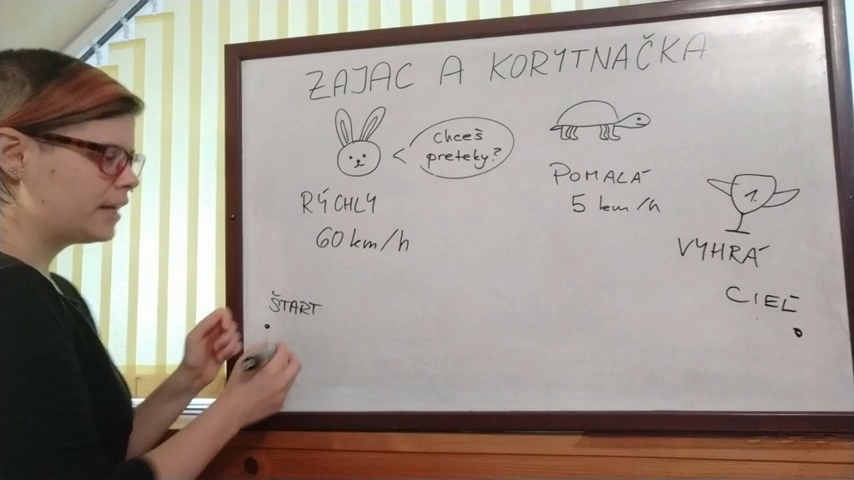 ZAJAC A KORYTNAČKA
Chceš
preteky?
RÝCHLY
60 km/h
POMALÁ
5 km/h
1.
VYHRÁ
ŠTART
CIEĽ